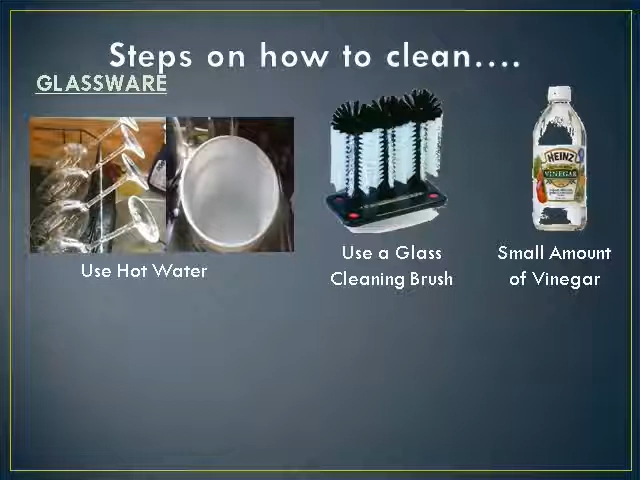 Steps on how to clean....
GLASSWARE
HEINZ
VINEGAR
Use Hot Water
Use a Glass
Cleaning Brush
Small Amount
of Vinegar